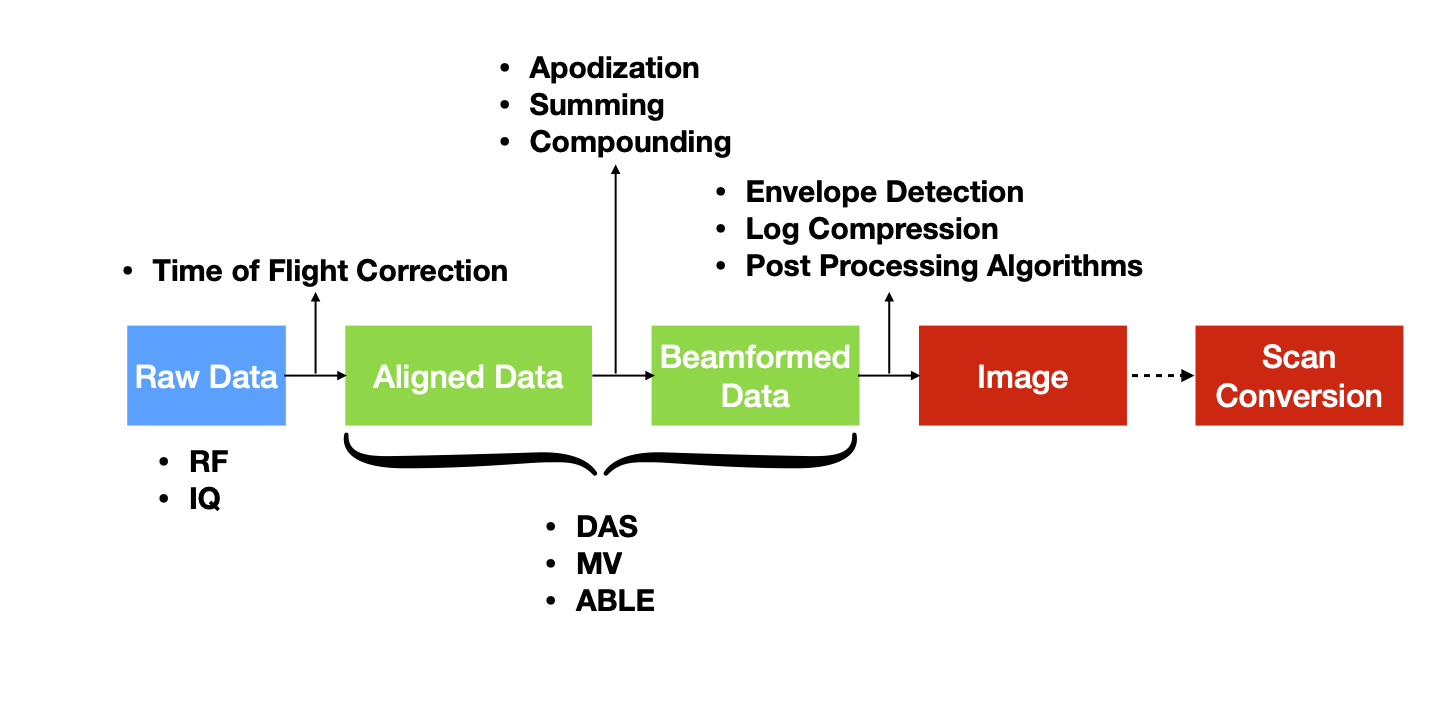 • Apodization
• Summing
• Compounding
• Envelope Detection
• Log Compression
• Post Processing Algorithms
• Time of Flight Correction
Raw Data
Aligned Data
Beamformed
Data
Image
Scan
Conversion
• RF
• IQ
• DAS
• MV
• ABLE